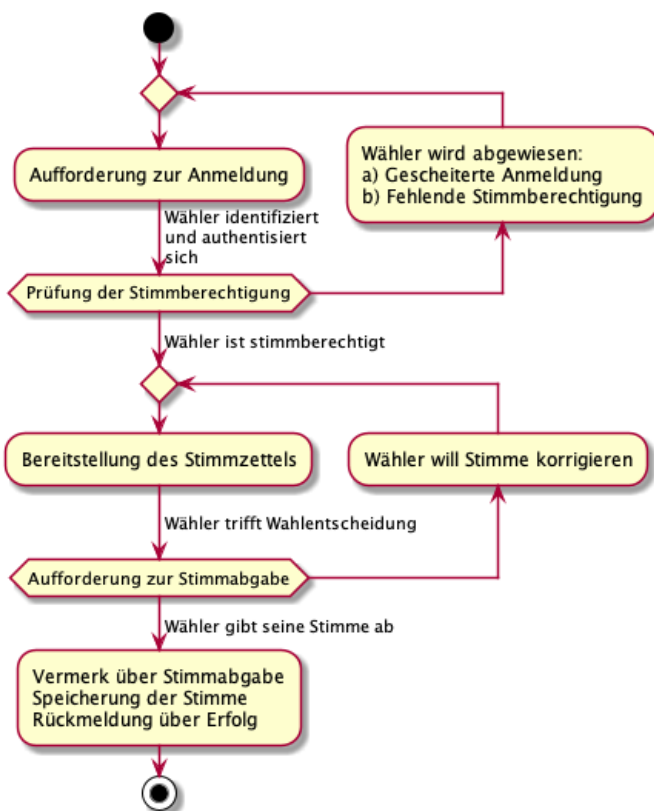 Aufforderung zur Anmeldung
Wähler wird abgewiesen:
a) Gescheiterte Anmeldung
b) Fehlende Stimmberechtigung
Wähler identifiziert
und authentisiert
sich
Prüfung der Stimmberechtigung
Wähler ist stimmberechtigt
Bereitstellung des Stimmzettels
Wähler will Stimme korrigieren
Wähler trifft Wahlentscheidung
Aufforderung zur Stimmabgabe
Wähler gibt seine Stimme ab
Vermerk über Stimmabgabe
Speicherung der Stimme
Rückmeldung über Erfolg